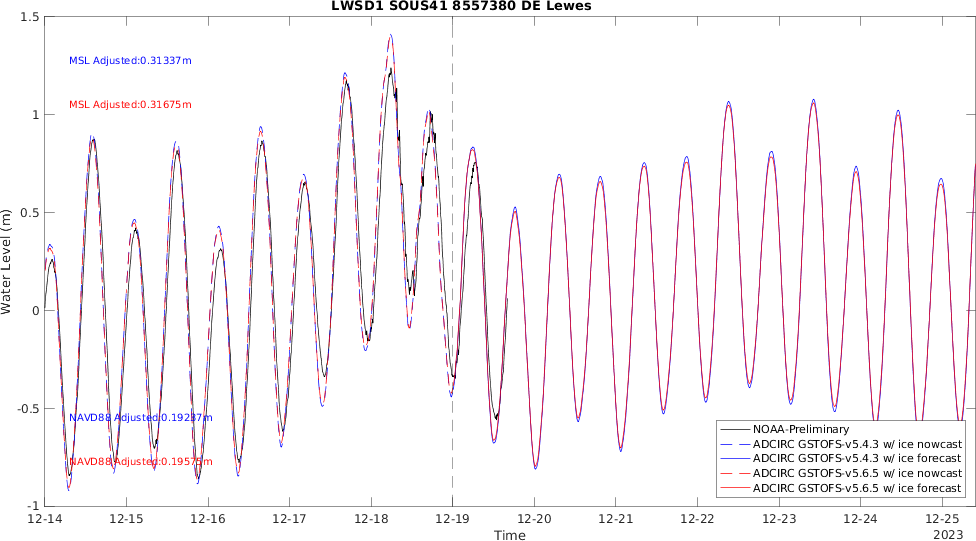 LWSD1 SOUS41 8557380 DE Lewes
1.5
1
0.5
0
-0.5
-1
Water Level (m)
MSL Adjusted:0.31337m
MSL Adjusted:0.31675m
NAVD88 Adjusted:0.19237m
NAVD88 Adjusted:0.19575m
NOAA-Preliminary
ADCIRC GSTOFS-v5.4.3 w/ ice nowcast
ADCIRC GSTOFS-v5.4.3 w/ ice forecast
ADCIRC GSTOFS-v5.6.5 w/ ice nowcast
ADCIRC GSTOFS-v5.6.5 w/ ice forecast
12-14 12-15 12-16 12-17 12-18 12-19 12-20 12-21 12-22 12-23 12-24 12-25
Time
2023